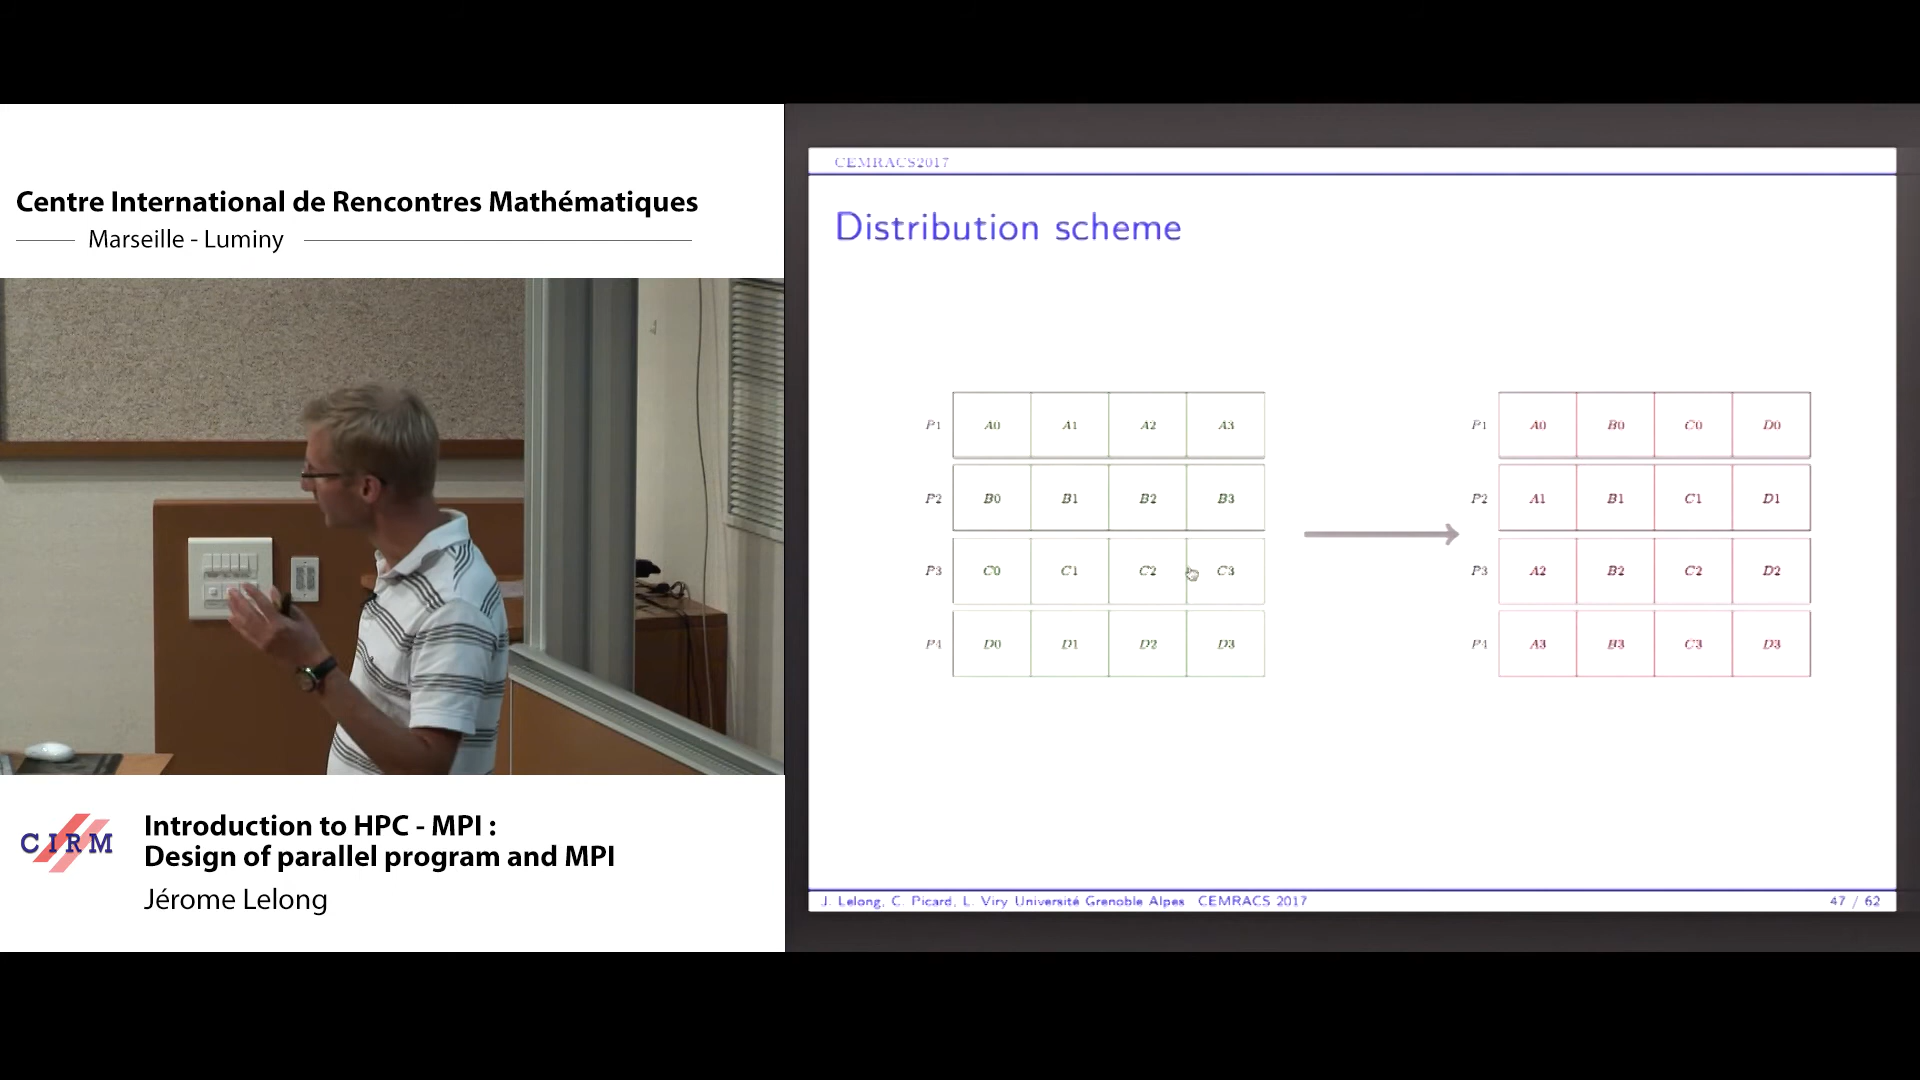 Centre International de Rencontres Mathématiques
Marseille - Luminy
CIRM
Introduction to HPC - MPI :
Design of parallel program and MPI
Jérome Lelong
CEMRACS2017
Distribution scheme
P1 A0 A1 A2 A3
P2 B0 B1 B2 B3
P3 C0 C1 C2 C3
P4 D0 D1 D2 D3
P1 A0 B0 C0 D0
P2 A1 B1 C1 D1
P3 A2 B2 C2 D2
P4 A3 B3 C3 D3
J. Lelong, C. Picard, L. Viry Université Grenoble Alpes CEMRACS 2017
47 / 62